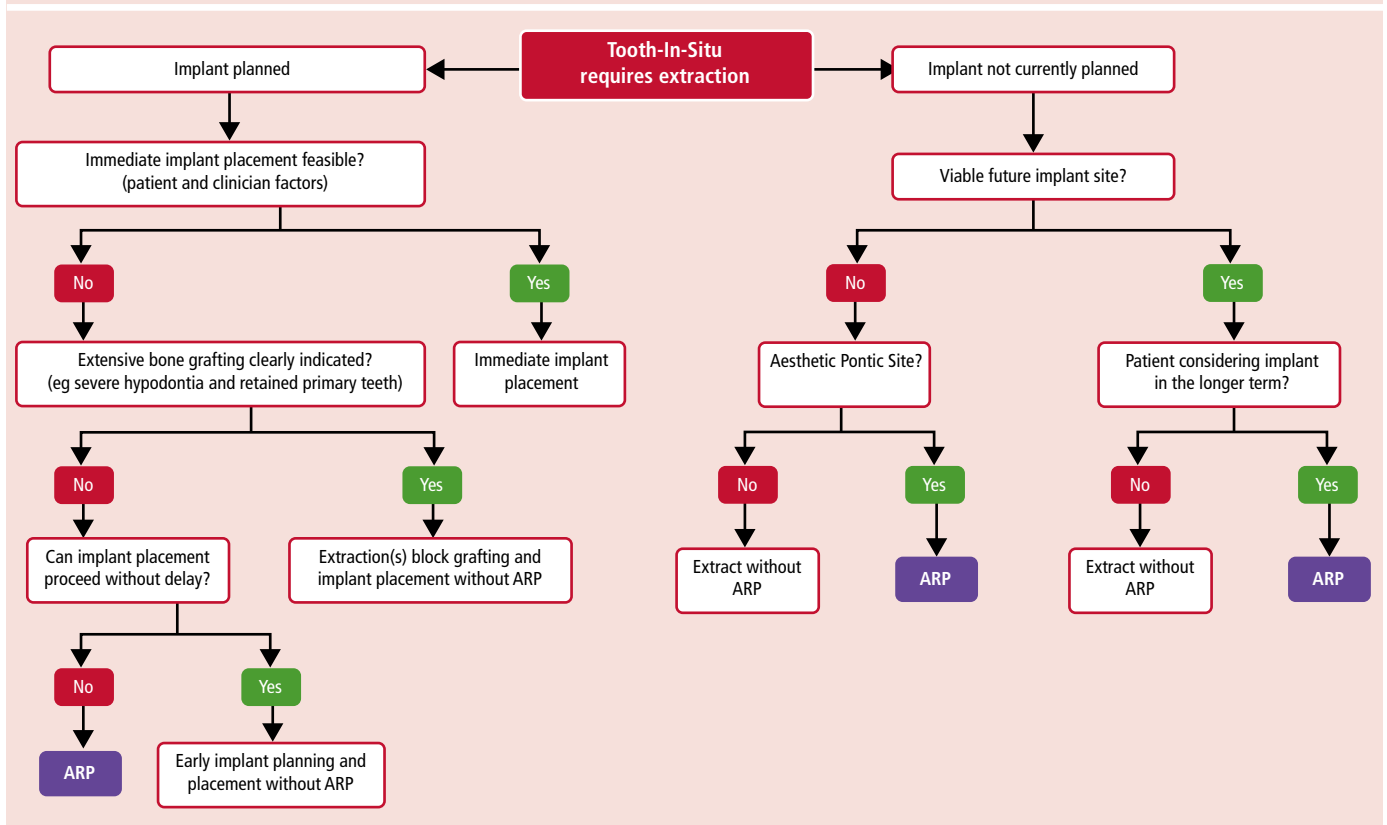 Tooth-In-Situ
requires extraction
Implant planned
Implant not currently planned
Immediate implant placement feasible?
(patient and clinician factors)
Viable future implant site?
No
Yes
No
Yes
Extensive bone grafting clearly indicated?
(eg severe hypodontia and retained primary teeth)
Immediate implant
placement
Aesthetic Pontic Site?
Patient considering implant
in the longer term?
No
Yes
No
Yes
No
Yes
Can implant placement
proceed without delay?
Extraction(s) block grafting and
implant placement without ARP
Extract without
ARP
ARP
Extract without
ARP
ARP
No
Yes
ARP
Early implant planning and
placement without ARP